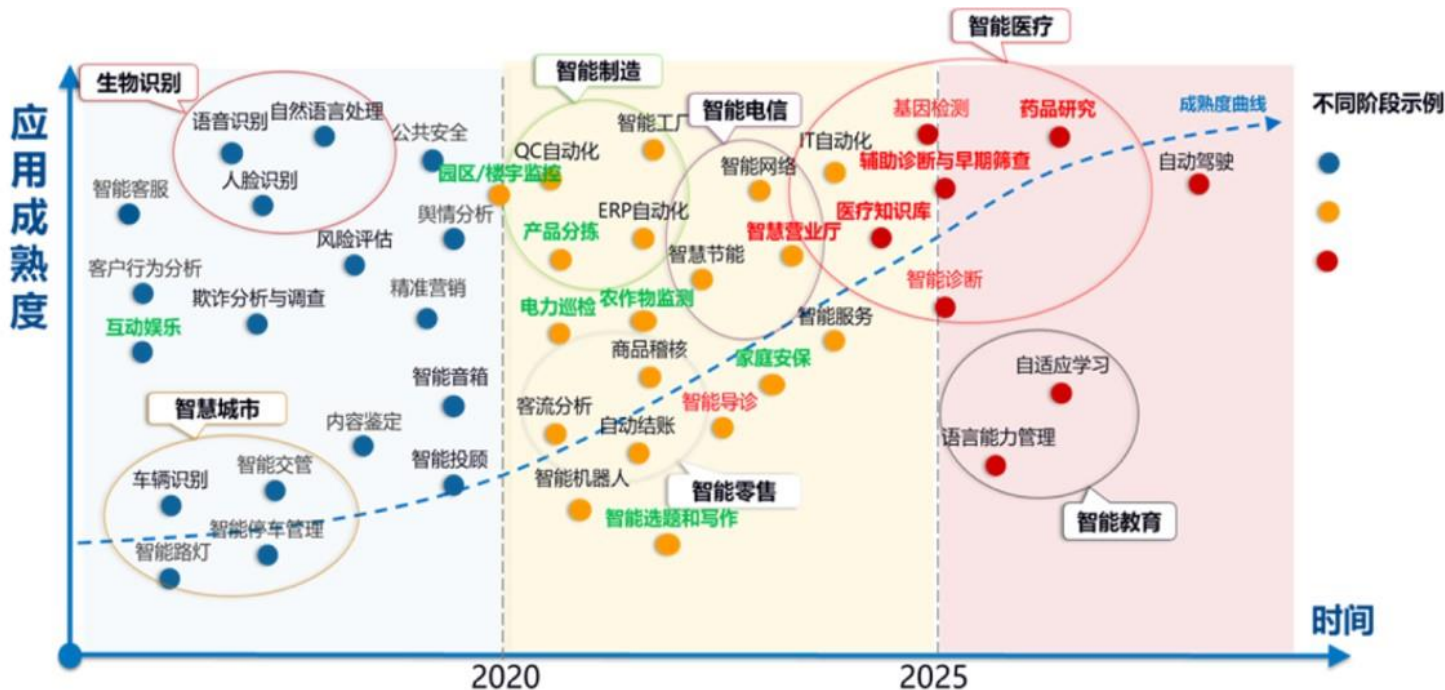 智能医疗
生物识别
智能制造
智能电信
不同阶段示例
应用成熟度
语音识别
自然语言处理
人脸识别
公共安全
智能客服
园区/楼宇监控
舆情分析
风险评估
客户行为分析
欺诈分析与调查
精准营销
互动娱乐
智能音箱
智慧城市
内容鉴定
智能投顾
车辆识别
智能交管
智能停车管理
智能路灯
QC自动化
智能工厂
ERP自动化
产品分拣
智能网络
智慧节能
智慧营业厅
IT自动化
电力巡检
农作物监测
商品稽核
客流分析
自动结账
智能零售
智能服务
家庭安保
智能导诊
智能机器人
智能选题和写作
基因检测
药品研究
辅助诊断与早期筛查
医疗知识库
智能诊断
成熟度曲线
自动驾驶
自适应学习
语言能力管理
智能教育
时间
2020
2025